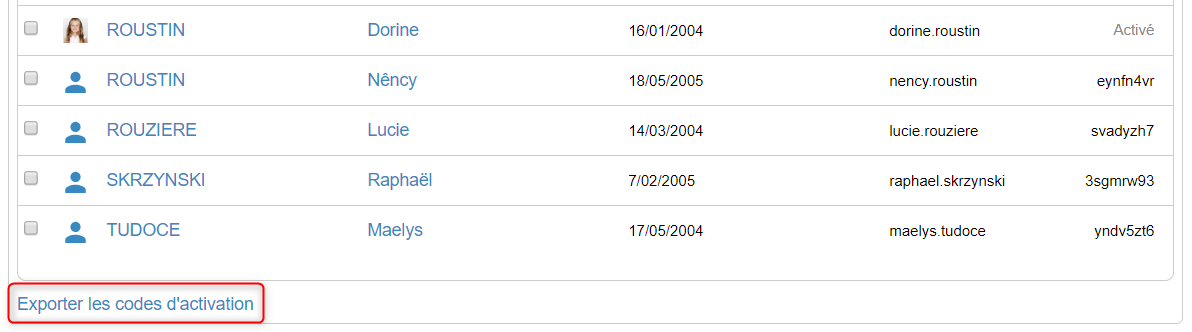 ROUSTIN Dorine 16/01/2004 dorine.roustin Activé
ROUSTIN Nêncy 18/05/2005 nency.roustin eynfn4vr
ROUZIERE Lucie 14/03/2004 lucie.rouziere svadyzh7
SKRZYNSKI Raphaël 7/02/2005 raphael.skrzynski 3sgmrw93
TUDOCE Maelys 17/05/2004 maelys.tudoce yndv5zt6
Exporter les codes d'activation